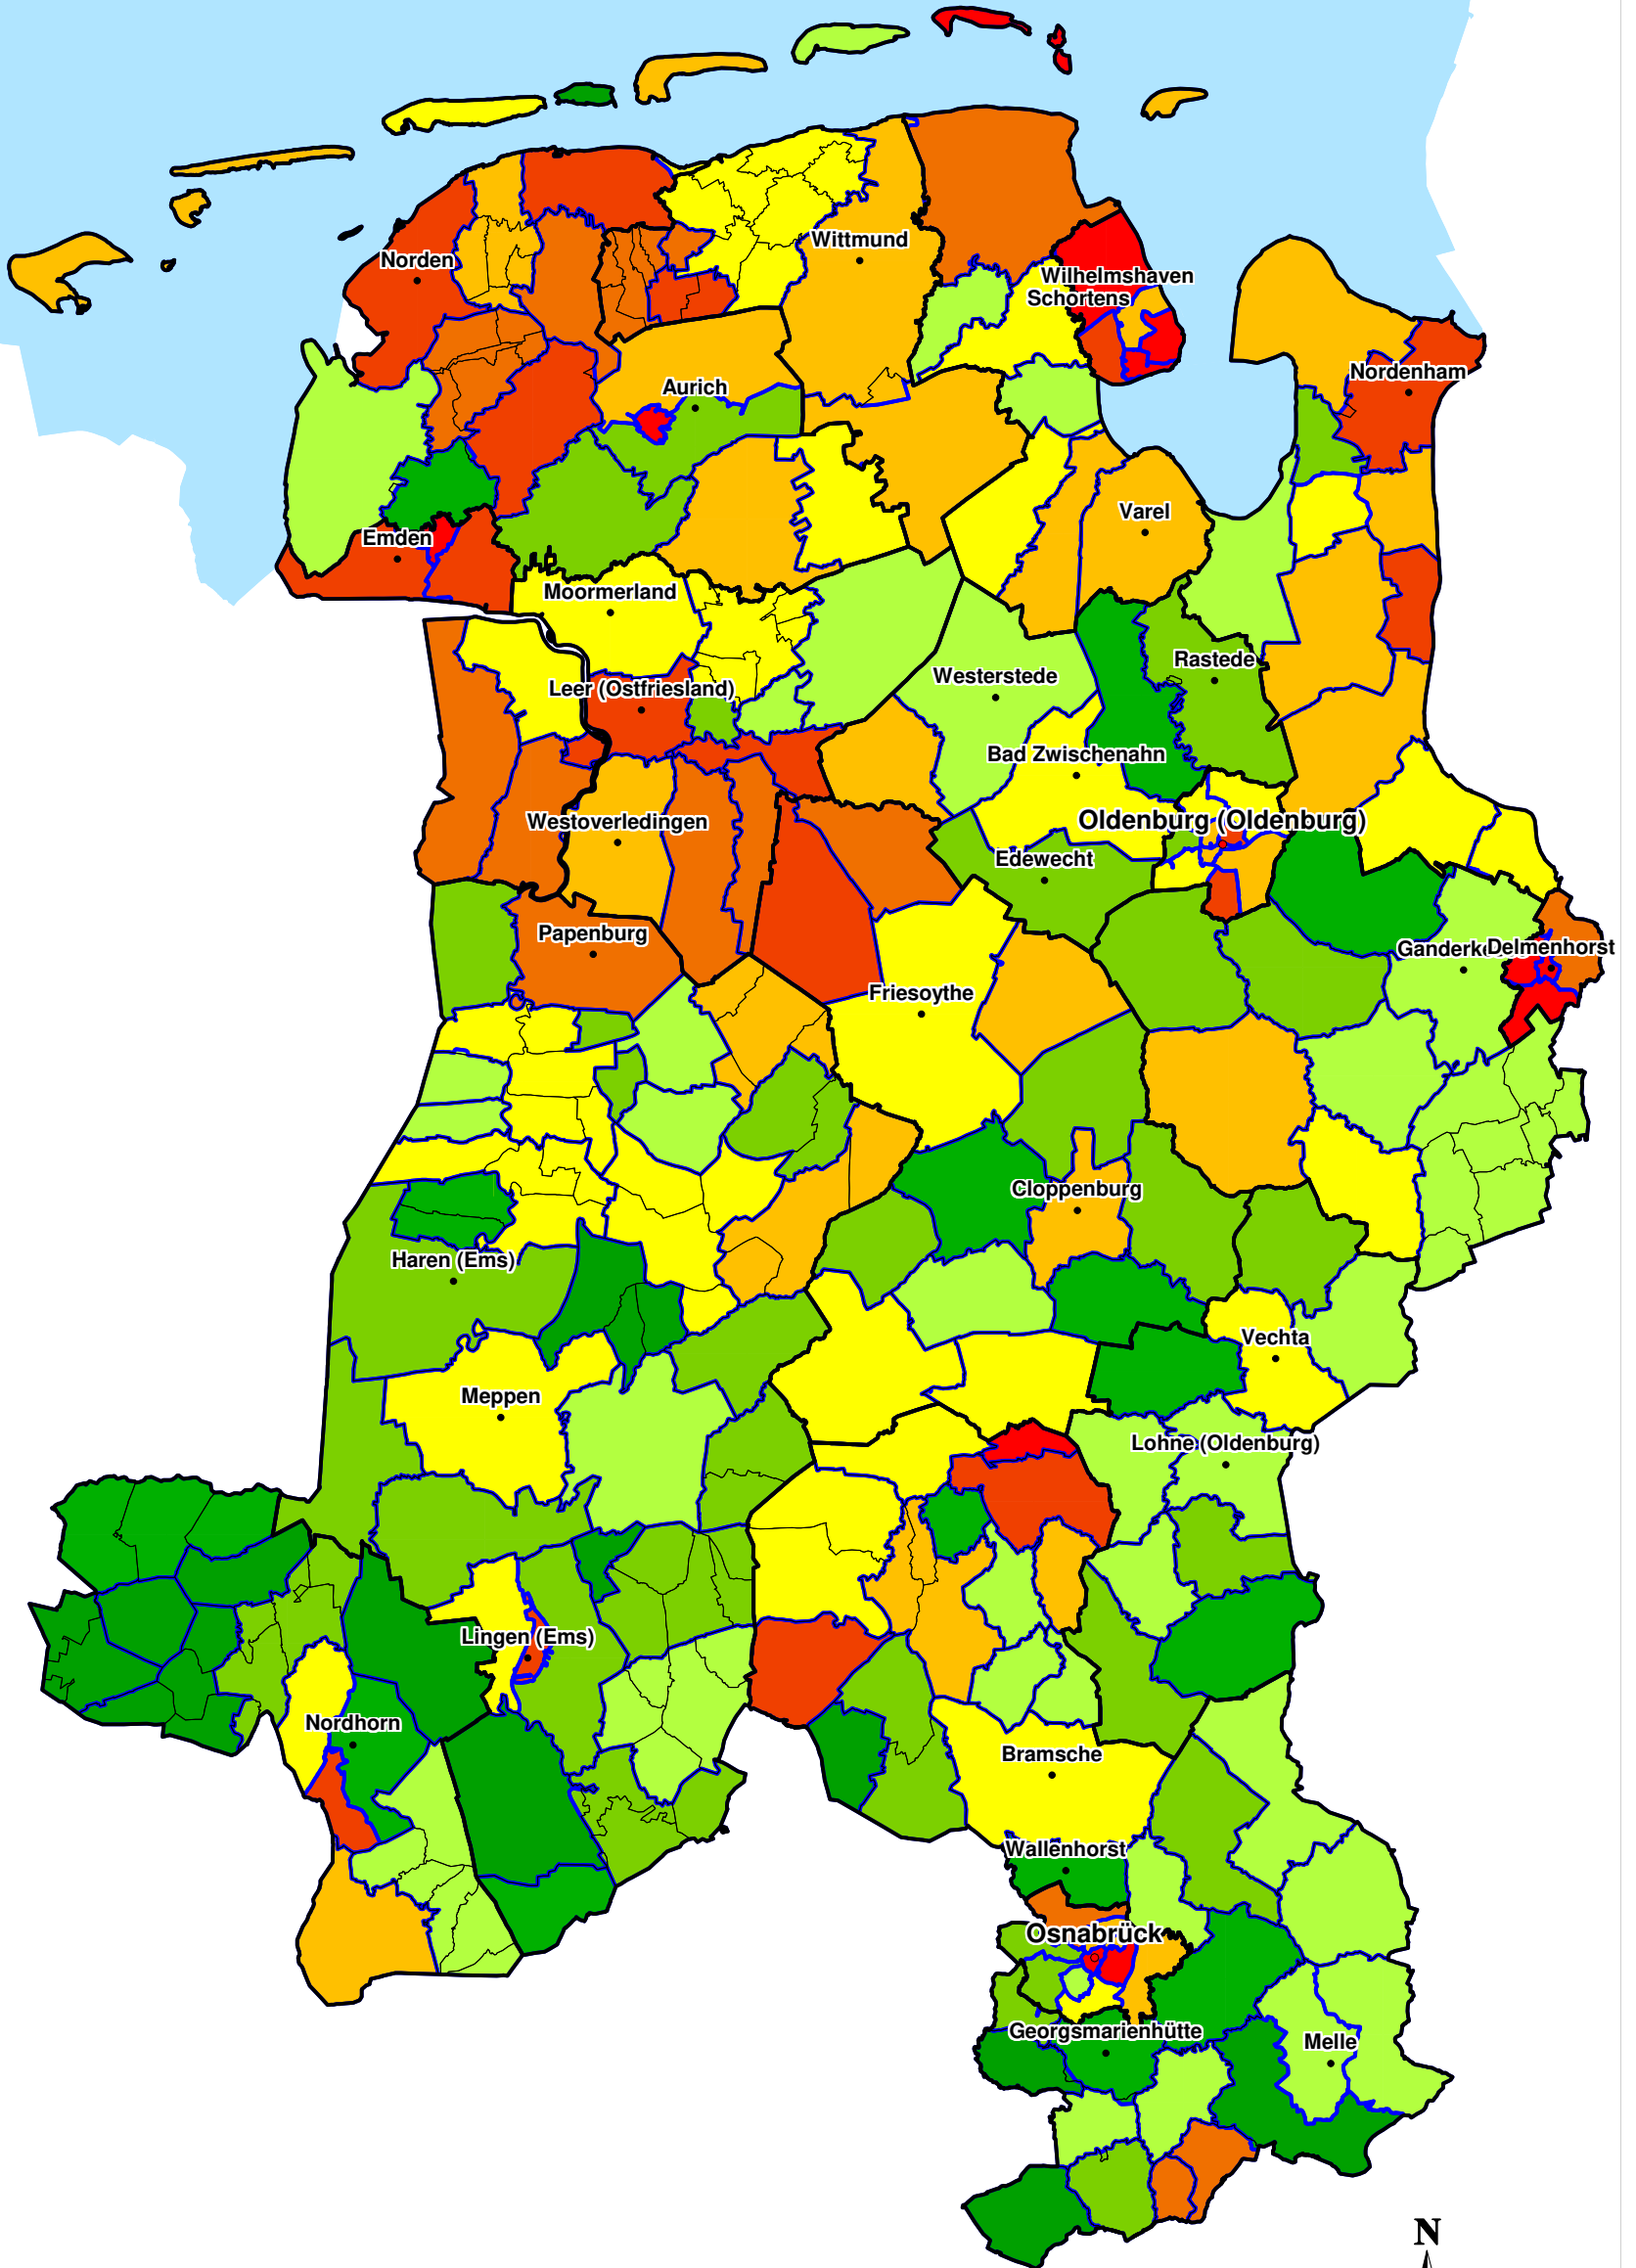 Wittmund
Norden
Wilhelmshaven
Schortens
Nordenham
Aurich
Varel
Emden
Moormerland
Rastede
Westerstede
Leer (Ostfriesland)
Bad Zwischenahn
Oldenburg (Oldenburg)
Westoverledingen
Edewecht
Papenburg
Ganderke
Delmenhorst
Friesoythe
Cloppenburg
Haren (Ems)
Vechta
Meppen
Lohne (Oldenburg)
Lingen (Ems)
Nordhorn
Bramsche
Wallenhorst
Osnabrück
Georgsmarienhütte
Melle
N